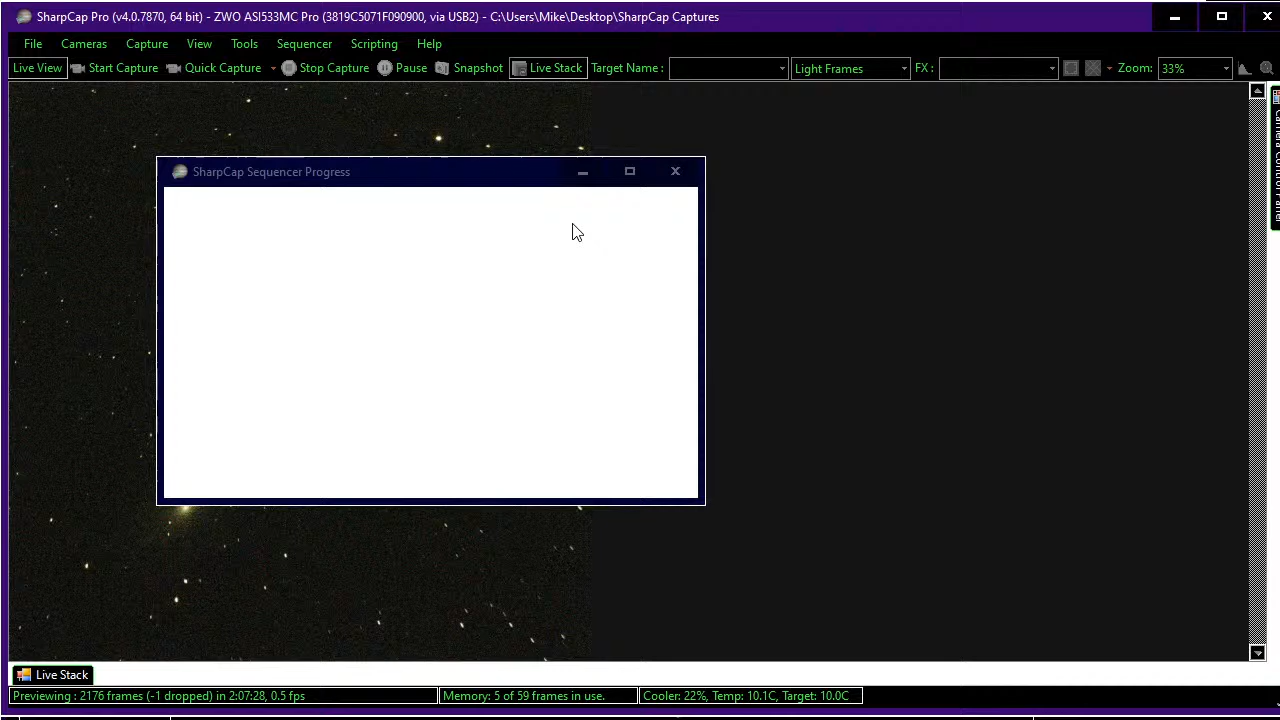 SharpCap Pro (v4.0.7870, 64 bit) - ZWO ASI533MC Pro (3819C5071F090900, via USB2) - C:\Users\Mike\Desktop\SharpCap Captures
File Cameras Capture View Tools Sequencer Scripting Help
Live View Start Capture Quick Capture Stop Capture Pause Snapshot Live Stack Target Name : Light Frames FX : Zoom: 33%
SharpCap Sequencer Progress
Live Stack
Previewing : 2176 frames (-1 dropped) in 2:07:28, 0.5 fps Memory: 5 of 59 frames in use. Cooler: 22%, Temp: 10.1C, Target: 10.0C